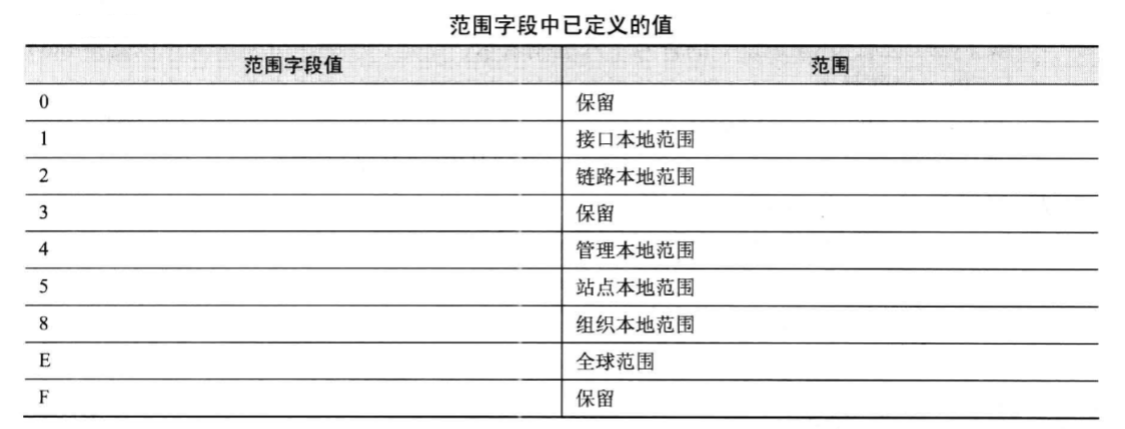 范围字段中已定义的值
范围字段值 范围
0 保留
1 接口本地范围
2 链路本地范围
3 保留
4 管理本地范围
5 站点本地范围
8 组织本地范围
E 全球范围
F 保留